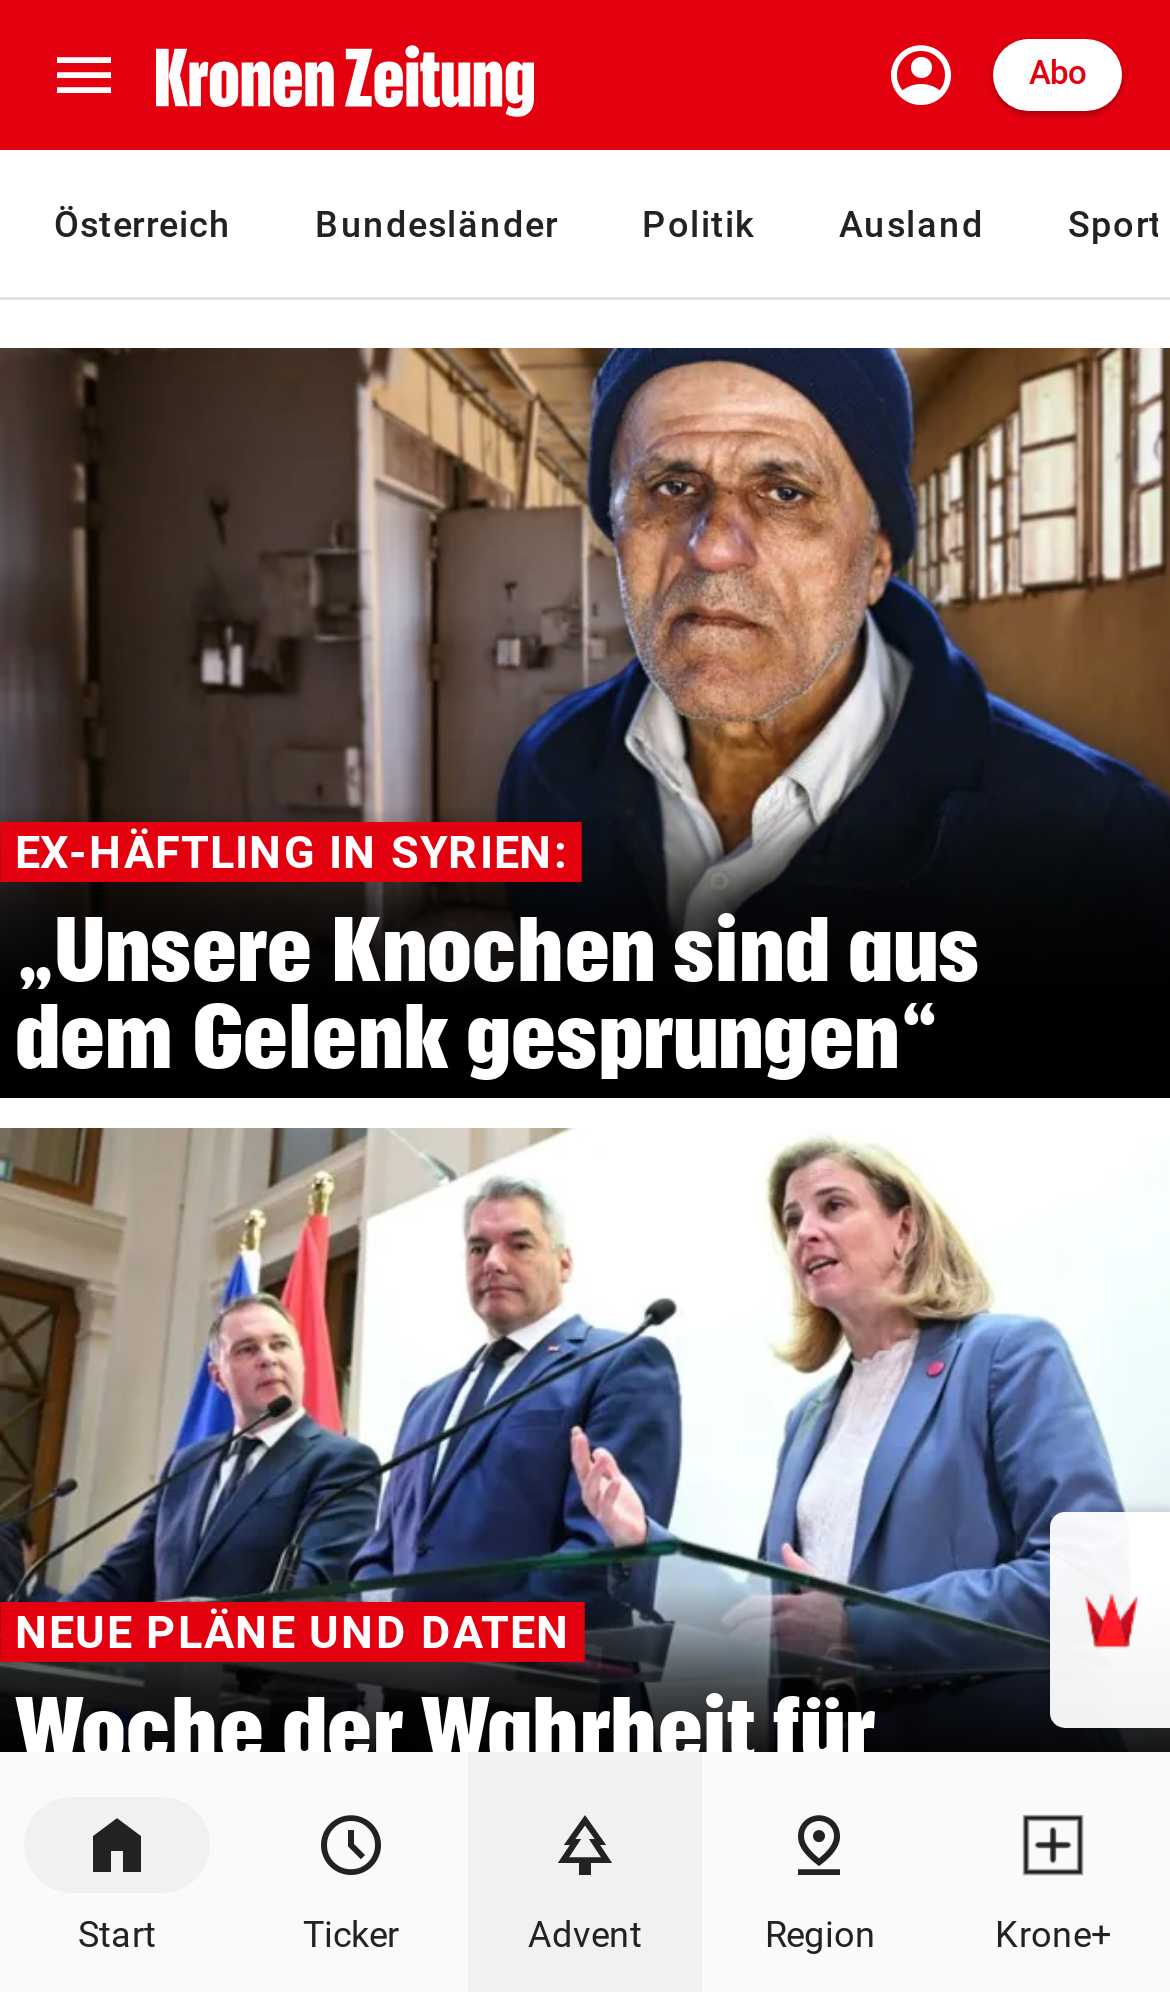 Kronen Zeitung
Abo
Österreich Bundesländer Politik Ausland Sport
EX-HÄFTLING IN SYRIEN:
„Unsere Knochen sind aus
dem Gelenk gesprungen“
NEUE PLÄNE UND DATEN
Woche der Wahrheit für
Start Ticker Advent Region Krone+